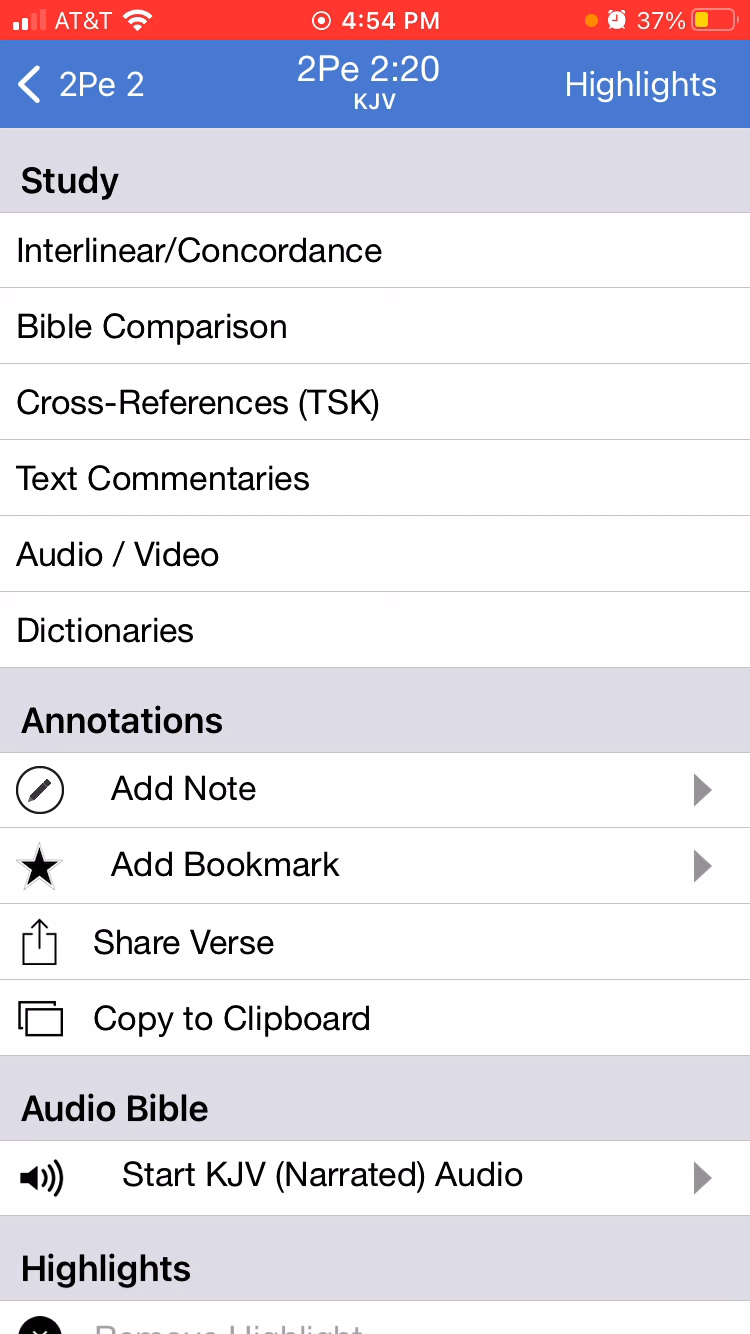 AT&T 4:54 PM 37%
2Pe 2 2Pe 2:20 Highlights
KJV
Study
Interlinear/Concordance
Bible Comparison
Cross-References (TSK)
Text Commentaries
Audio / Video
Dictionaries
Annotations
Add Note
Add Bookmark
Share Verse
Copy to Clipboard
Audio Bible
Start KJV (Narrated) Audio
Highlights
Remove Highlight